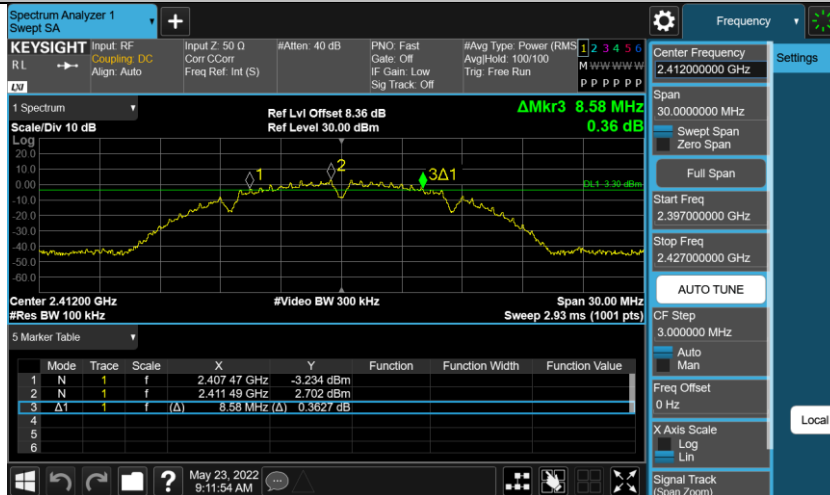 Spectrum Analyzer 1
Swept SA
+
Frequency
KEYSIGHT Input: RF Input Z: 50 Ω #Atten: 40 dB PNO: Fast #Avg Type: Power (RMS 1 2 3 4 5 6
RL Coupling: DC Corr CCorr Gate: Off Avg|Hold: 100/100 M W W W W W
Align: Auto Freq Ref: Int (S) IF Gain: Low Trig: Free Run
LXI Sig Track: Off P P P P P P
1 Spectrum
Scale/Div 10 dB
Ref Lvl Offset 8.36 dB
Ref Level 30.00 dBm
ΔMkr3 8.58 MHz
0.36 dB
Log
20.0
10.0
0.00
-10.0
-20.0
-30.0
-40.0
-50.0
-60.0
1
2
3Δ1
DL1 -3.30 dBm
Center 2.41200 GHz #Video BW 300 kHz Span 30.00 MHz
#Res BW 100 kHz Sweep 2.93 ms (1001 pts)
5 Marker Table
Mode Trace Scale X Y Function Function Width Function Value
1 N 1 f 2.407 47 GHz -3.234 dBm
2 N 1 f 2.411 49 GHz 2.702 dBm
3 Δ1 1 f (Δ) 8.58 MHz (Δ) 0.3627 dB
4
5
6
?
May 23, 2022
9:11:54 AM
Center Frequency
2.412000000 GHz
Settings
Span
30.0000000 MHz
Swept Span
Zero Span
Full Span
Start Freq
2.397000000 GHz
Stop Freq
2.427000000 GHz
AUTO TUNE
CF Step
3.000000 MHz
Auto
Man
Freq Offset
0 Hz
Local
X Axis Scale
Log
Lin
Signal Track
(Span Zoom)